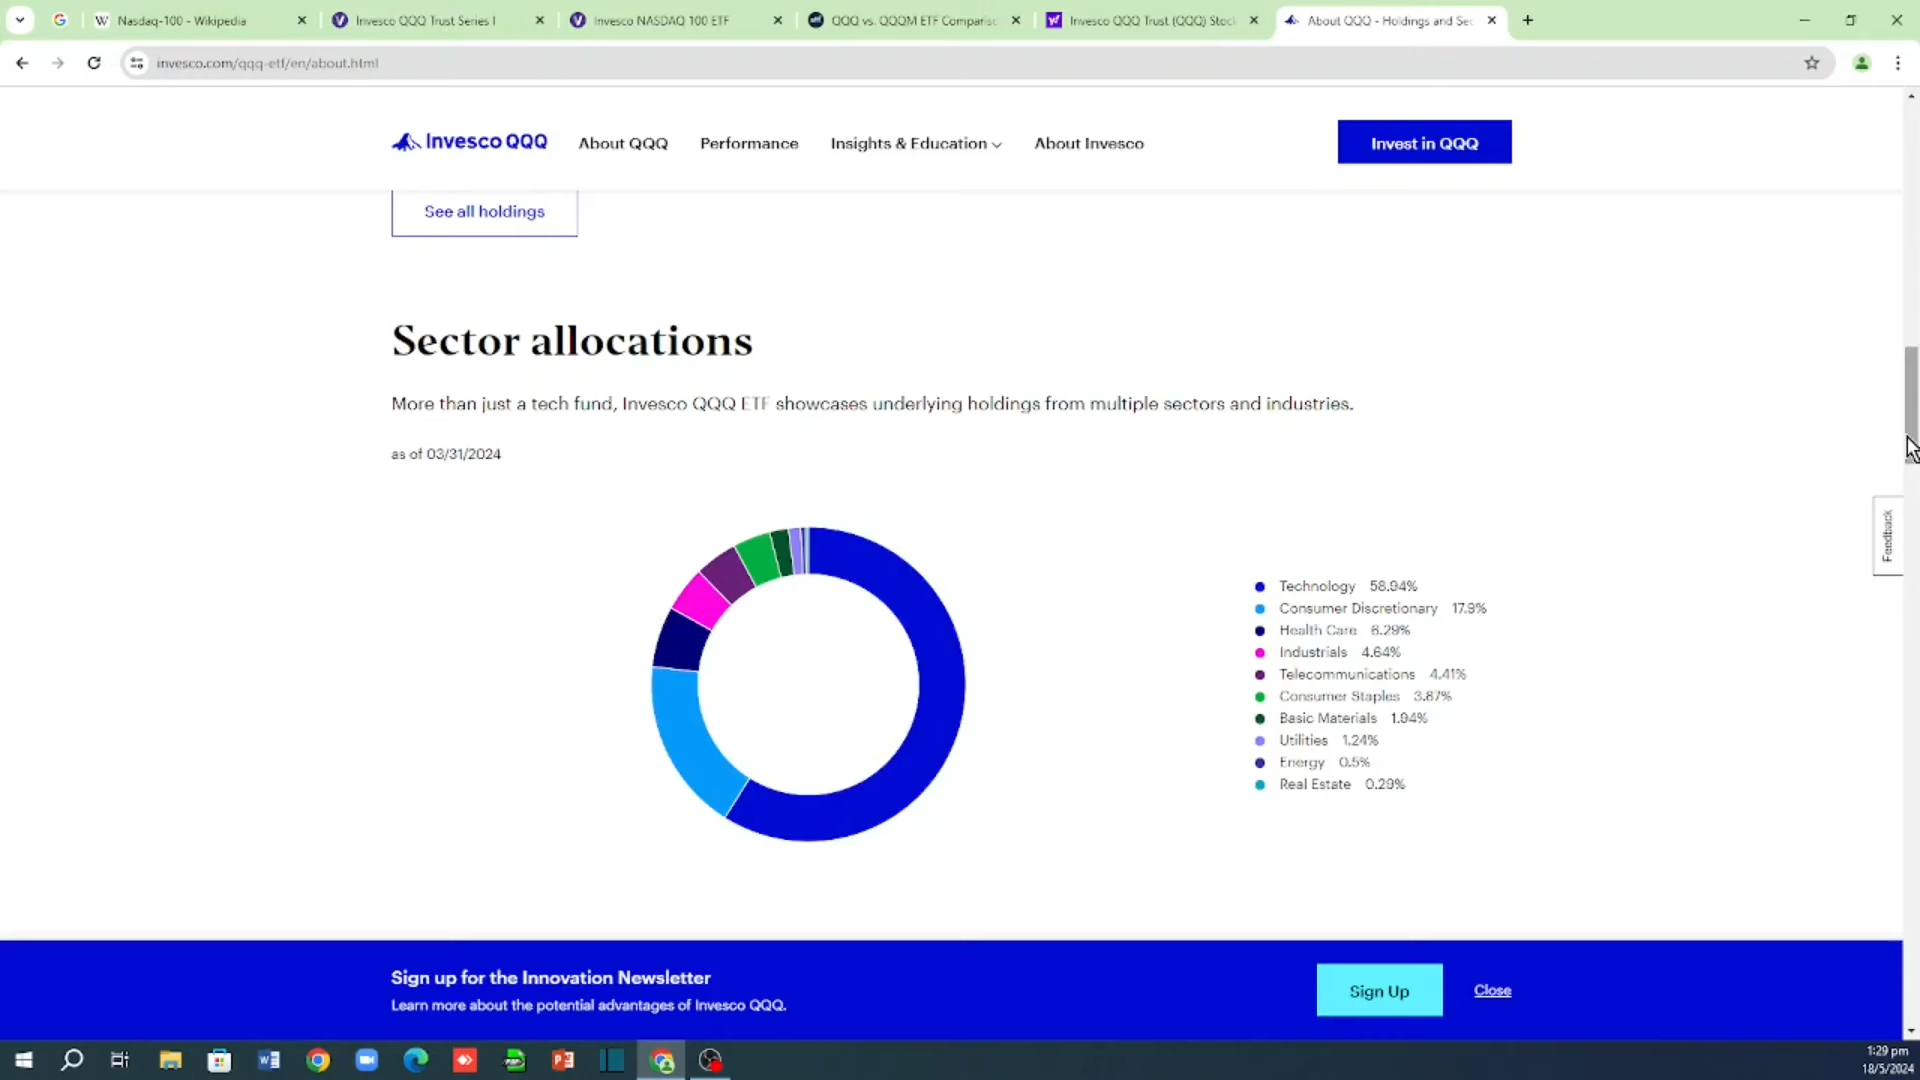 Nasdaq-100 - Wikipedia
Invesco QQQ Trust Series I
Invesco NASDAQ 100 ETF
QQQ vs. QQQM ETF Comparisc
Invesco QQQ Trust (QQQ) Stoc
About QQQ - Holdings and Sec
invesco.com/qqq-etf/en/about.html
Invesco QQQ
About QQQ
Performance
Insights & Education
About Invesco
Invest in QQQ
See all holdings
Sector allocations
More than just a tech fund, Invesco QQQ ETF showcases underlying holdings from multiple sectors and industries.
as of 03/31/2024
Feedback
Technology 58.94%
Consumer Discretionary 17.9%
Health Care 6.29%
Industrials 4.64%
Telecommunications 4.41%
Consumer Staples 3.87%
Basic Materials 1.94%
Utilities 1.24%
Energy 0.5%
Real Estate 0.29%
Sign up for the Innovation Newsletter
Learn more about the potential advantages of Invesco QQQ.
Sign Up
Close
1:29 pm
18/5/2024